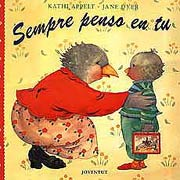 KATHI APPELT - JANE DYER
Sempre penso en tu
JOVENTUT